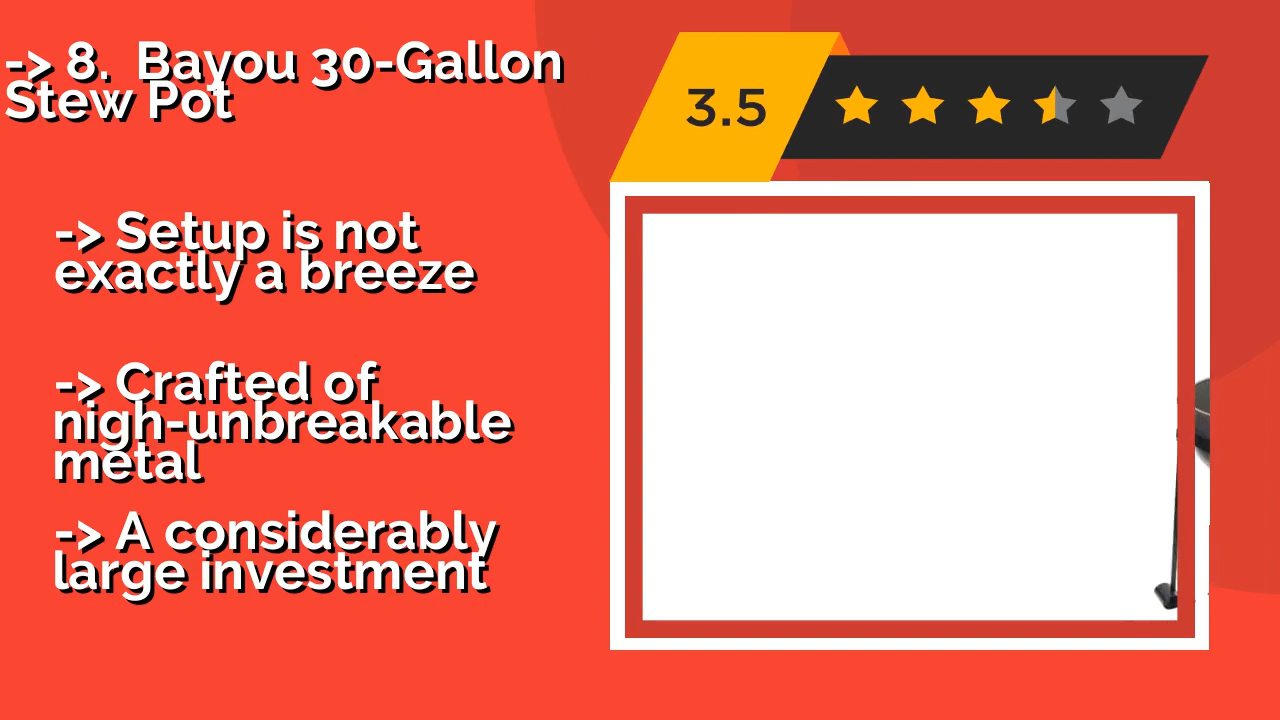 -> 8.  Bayou 30-Gallon
Stew Pot
3.5
-> Setup is not
exactly a breeze
-> Crafted of
nigh-unbreakable
metal
-> A considerably
large investment